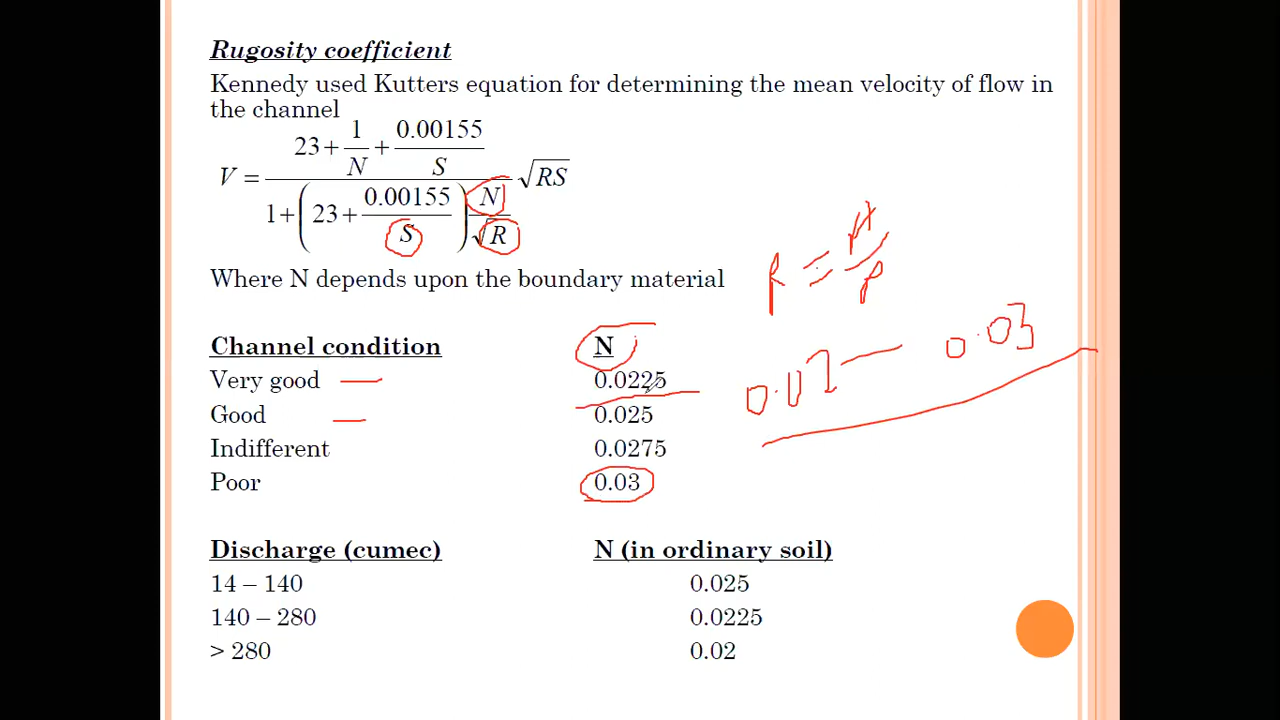 Rugosity coefficient
Kennedy used Kutters equation for determining the mean velocity of flow in
the channel
V = (23 + 1/N + 0.00155/S) / (1 + (23 + 0.00155/S) N/√R) √RS
R = A/P
Where N depends upon the boundary material
Channel condition N
Very good 0.0225
Good 0.025
Indifferent 0.0275
Poor 0.03
0.02 — 0.03
Discharge (cumec) N (in ordinary soil)
14 – 140 0.025
140 – 280 0.0225
> 280 0.02